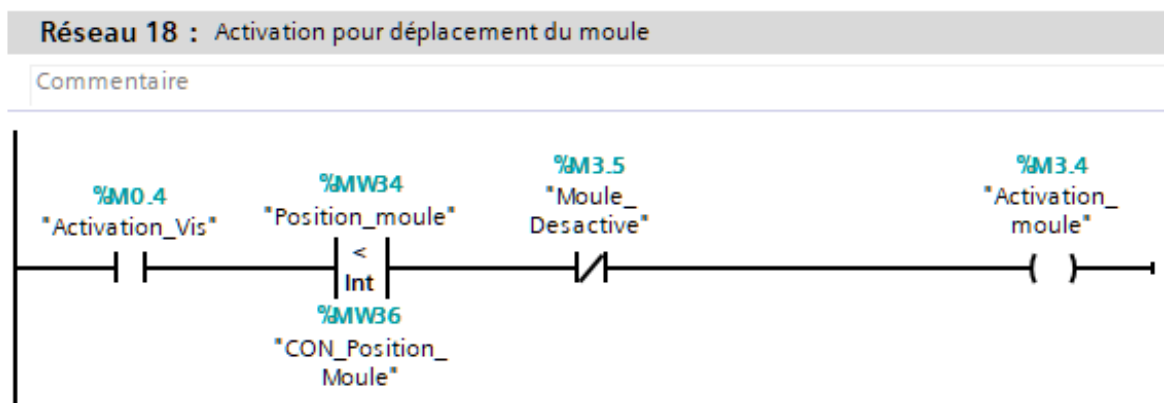 Réseau 18 : Activation pour déplacement du moule
Commentaire
%M0.4
"Activation_Vis"
%MW34
"Position_moule"
<
Int
%MW36
"CON_Position_
Moule"
%M3.5
"Moule_
Desactive"
%M3.4
"Activation_
moule"